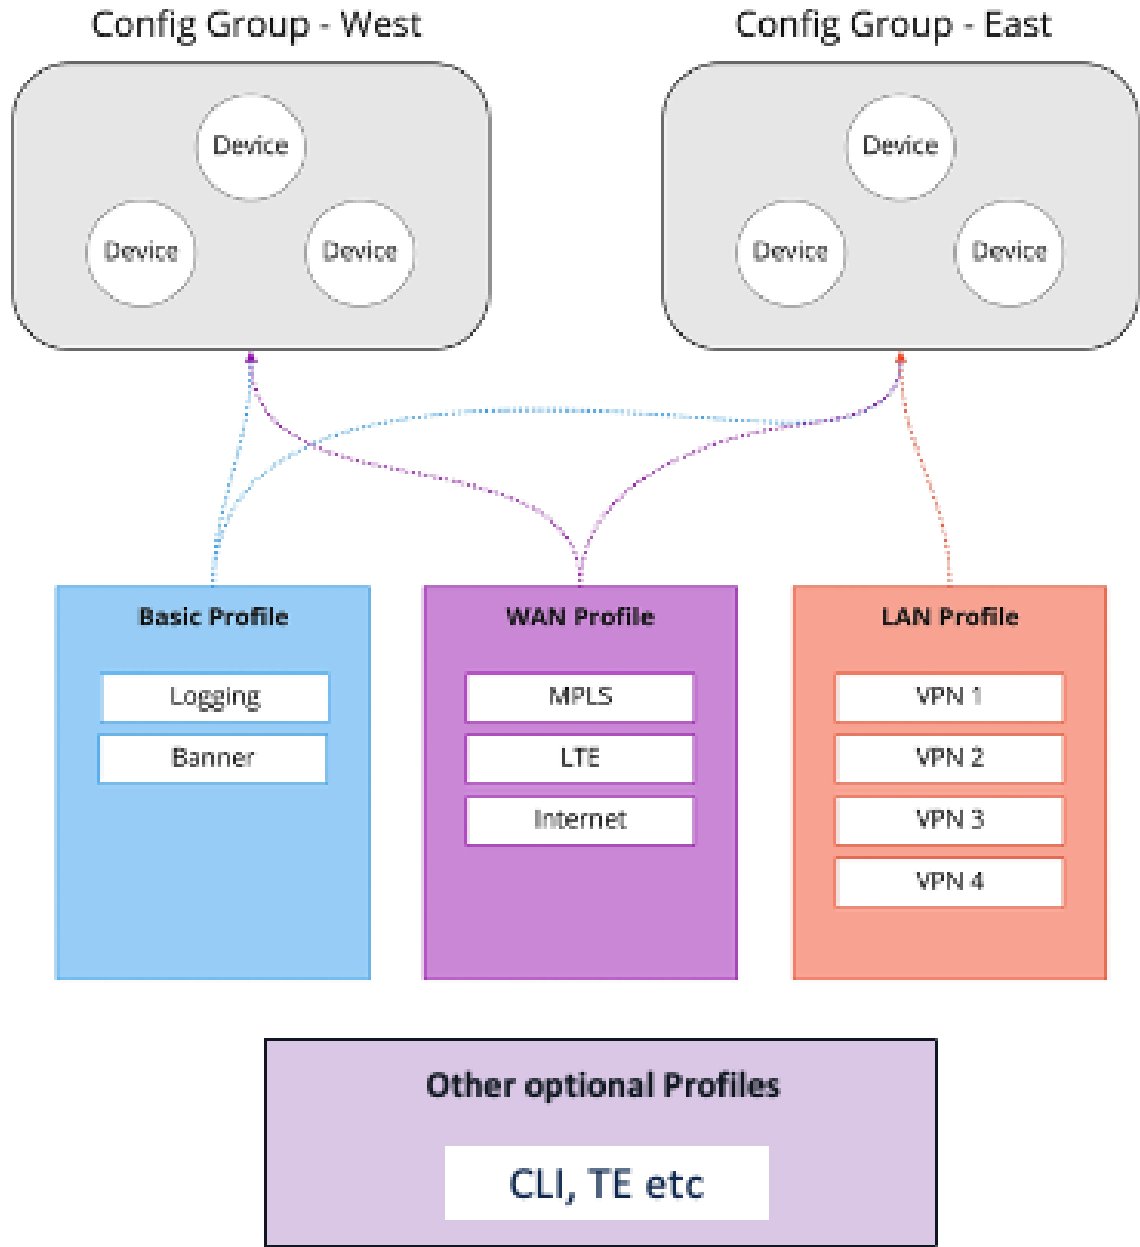 Config Group - West
Config Group - East
Device
Device
Device
Device
Device
Device
Basic Profile
Logging
Banner
WAN Profile
MPLS
LTE
Internet
LAN Profile
VPN 1
VPN 2
VPN 3
VPN 4
Other optional Profiles
CLI, TE etc